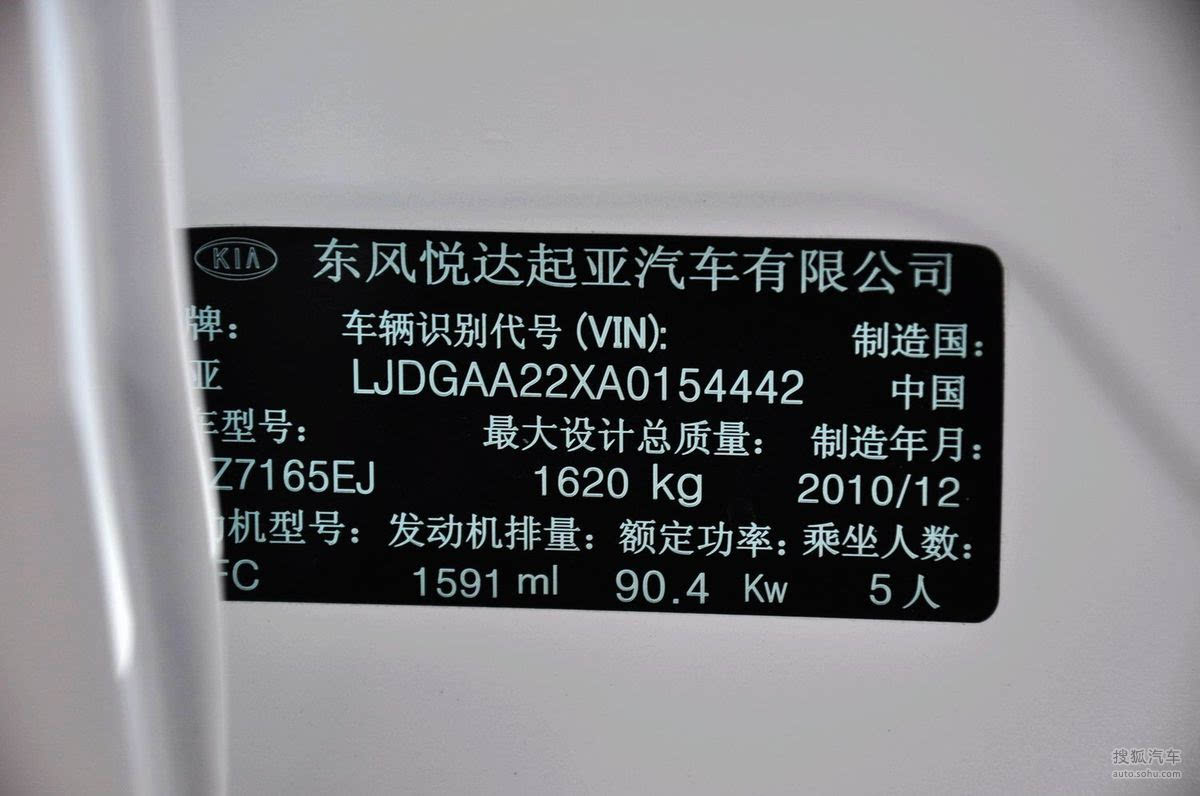 KIA 东风悦达起亚汽车有限公司
牌: 车辆识别代号 (VIN): 制造国:
亚 LJDGAA22XA0154442 中国
车型号: 最大设计总质量: 制造年月:
Z7165EJ 1620 kg 2010/12
机型号: 发动机排量: 额定功率: 乘坐人数:
FC 1591 ml 90.4 Kw 5 人
搜狐汽车
auto.sohu.com